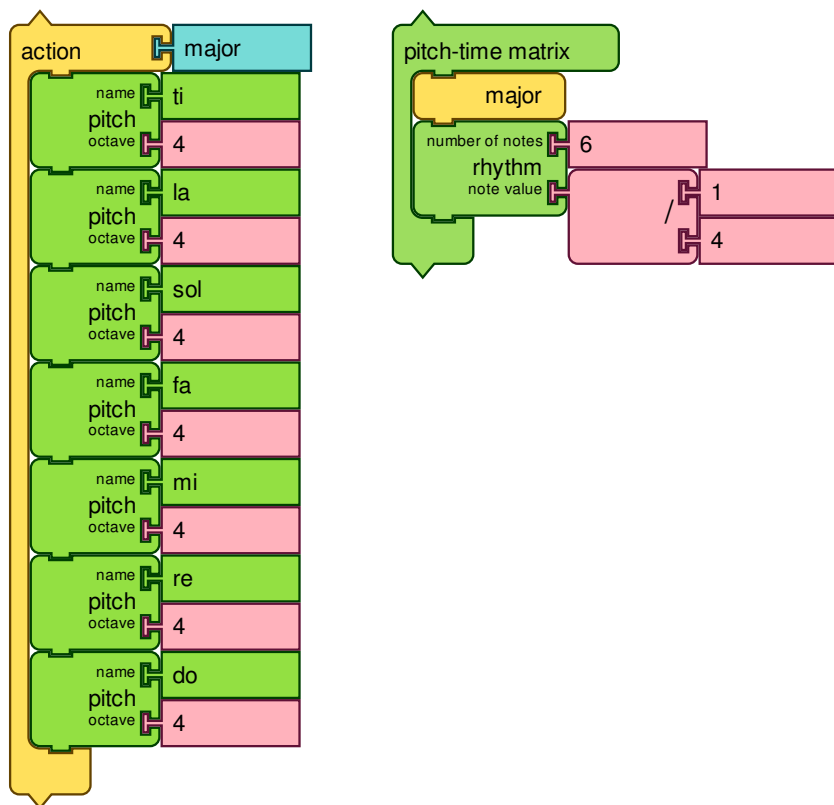 action major
name ti
pitch
octave 4
name la
pitch
octave 4
name sol
pitch
octave 4
name fa
pitch
octave 4
name mi
pitch
octave 4
name re
pitch
octave 4
name do
pitch
octave 4
pitch-time matrix
major
number of notes 6
rhythm
note value / 1
4